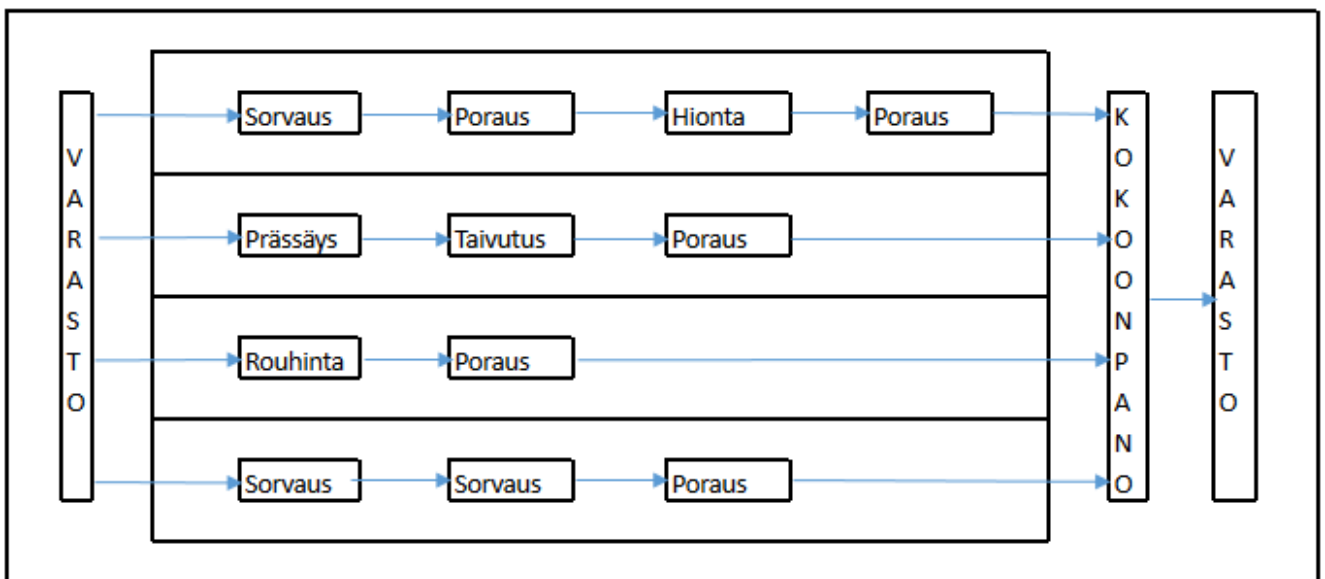 VARASTO
Sorvaus Poraus Hionta Poraus
Prässäys Taivutus Poraus
Rouhinta Poraus
Sorvaus Sorvaus Poraus
KOKOONPANO
VARASTO